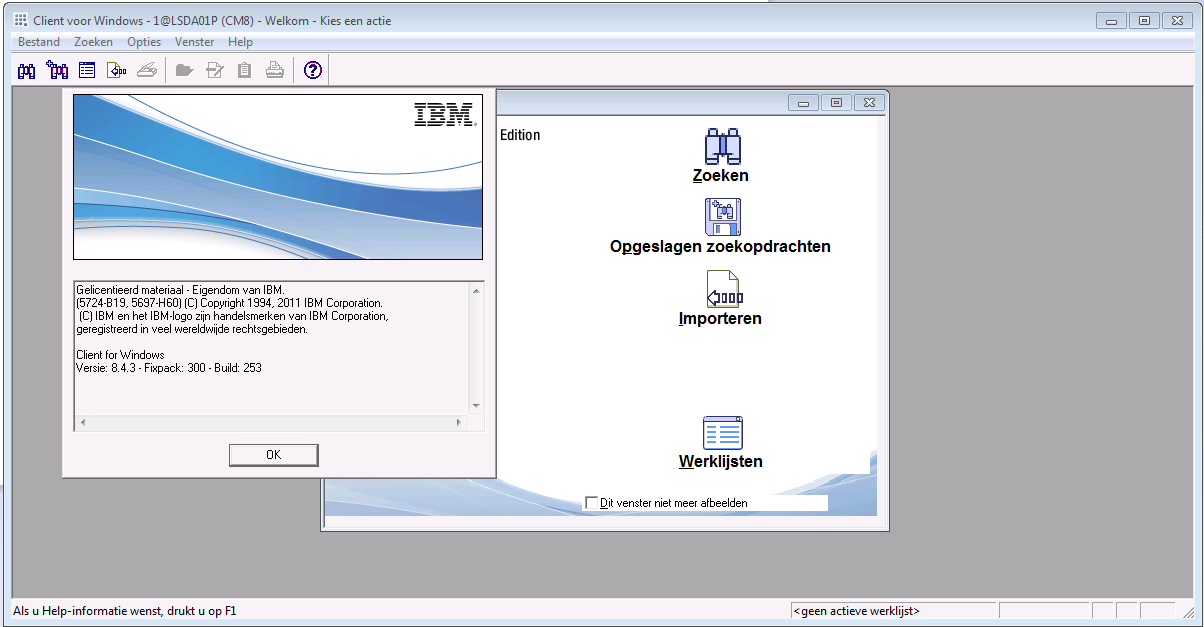 Client voor Windows - 1@LSDA01P (CM8) - Welkom - Kies een actie
Bestand Zoeken Opties Venster Help
IBM
Gelicentieerd materiaal - Eigendom van IBM.
(5724-B19, 5697-H60) (C) Copyright 1994, 2011 IBM Corporation.
(C) IBM en het IBM-logo zijn handelsmerken van IBM Corporation,
geregistreerd in veel wereldwijde rechtsgebieden.
Client for Windows
Versie: 8.4.3 - Fixpack: 300 - Build: 253
OK
Edition
Zoeken
Opgeslagen zoekopdrachten
Importeren
Werklijsten
Dit venster niet meer afbeelden
Als u Help-informatie wenst, drukt u op F1
<geen actieve werklijst>